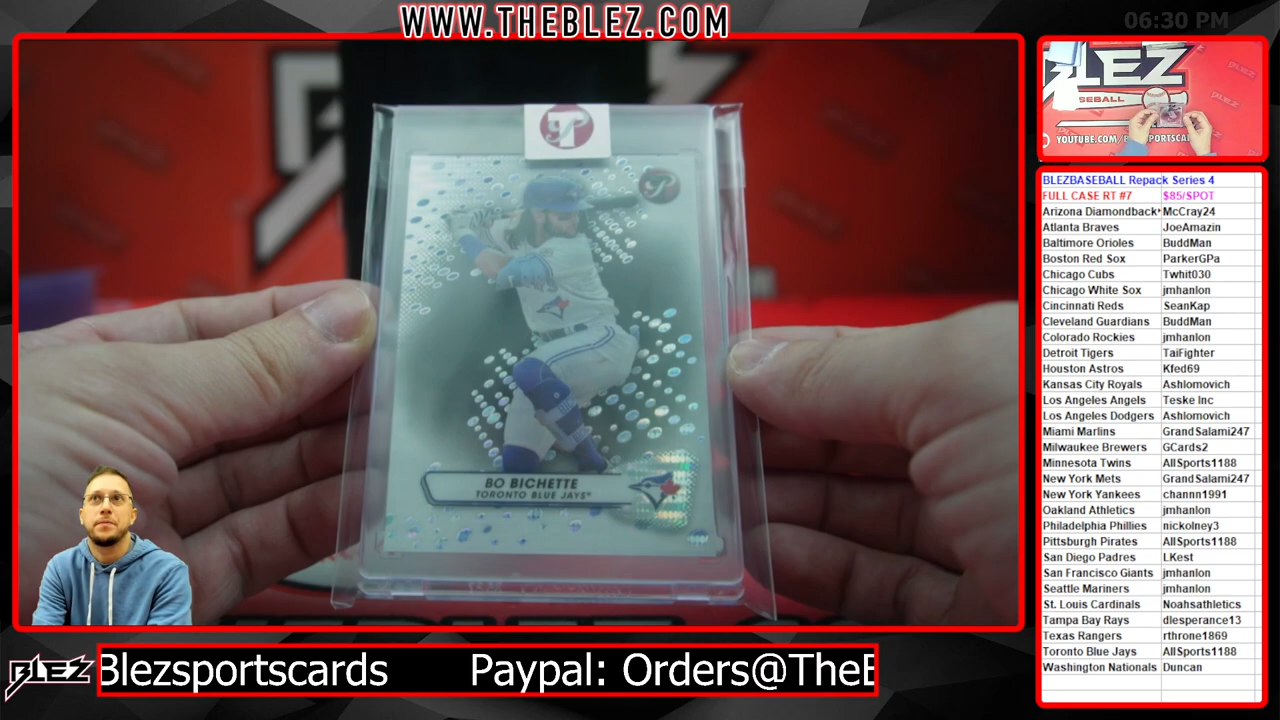 WWW.THEBLEZ.COM
06:30 PM
BLEZ
SEBALL
BLEZBASEBALL Repack Series 4
FULL CASE RT #7 $85/SPOT
Arizona Diamondback McCray24
Atlanta Braves JoeAmazin
Baltimore Orioles BuddMan
Boston Red Sox ParkerGPa
Chicago Cubs Twhit030
Chicago White Sox jmhanlon
Cincinnati Reds SeanKap
Cleveland Guardians BuddMan
Colorado Rockies jmhanlon
Detroit Tigers TaiFighter
Houston Astros Kfed69
Kansas City Royals Ashlomovich
Los Angeles Angels Teske Inc
Los Angeles Dodgers Ashlomovich
Miami Marlins GrandSalami247
Milwaukee Brewers GCards2
Minnesota Twins AllSports1188
New York Mets GrandSalami247
New York Yankees channn1991
Oakland Athletics jmhanlon
Philadelphia Phillies nickolney3
Pittsburgh Pirates AllSports1188
San Diego Padres LKest
San Francisco Giants jmhanlon
Seattle Mariners jmhanlon
St. Louis Cardinals Noahsathletics
Tampa Bay Rays dlesperance13
Texas Rangers rthrone1869
Toronto Blue Jays AllSports1188
Washington Nationals Duncan
BO BICHETTE
TORONTO BLUE JAYS
BLEZ
Blezsportscards Paypal: Orders@TheB